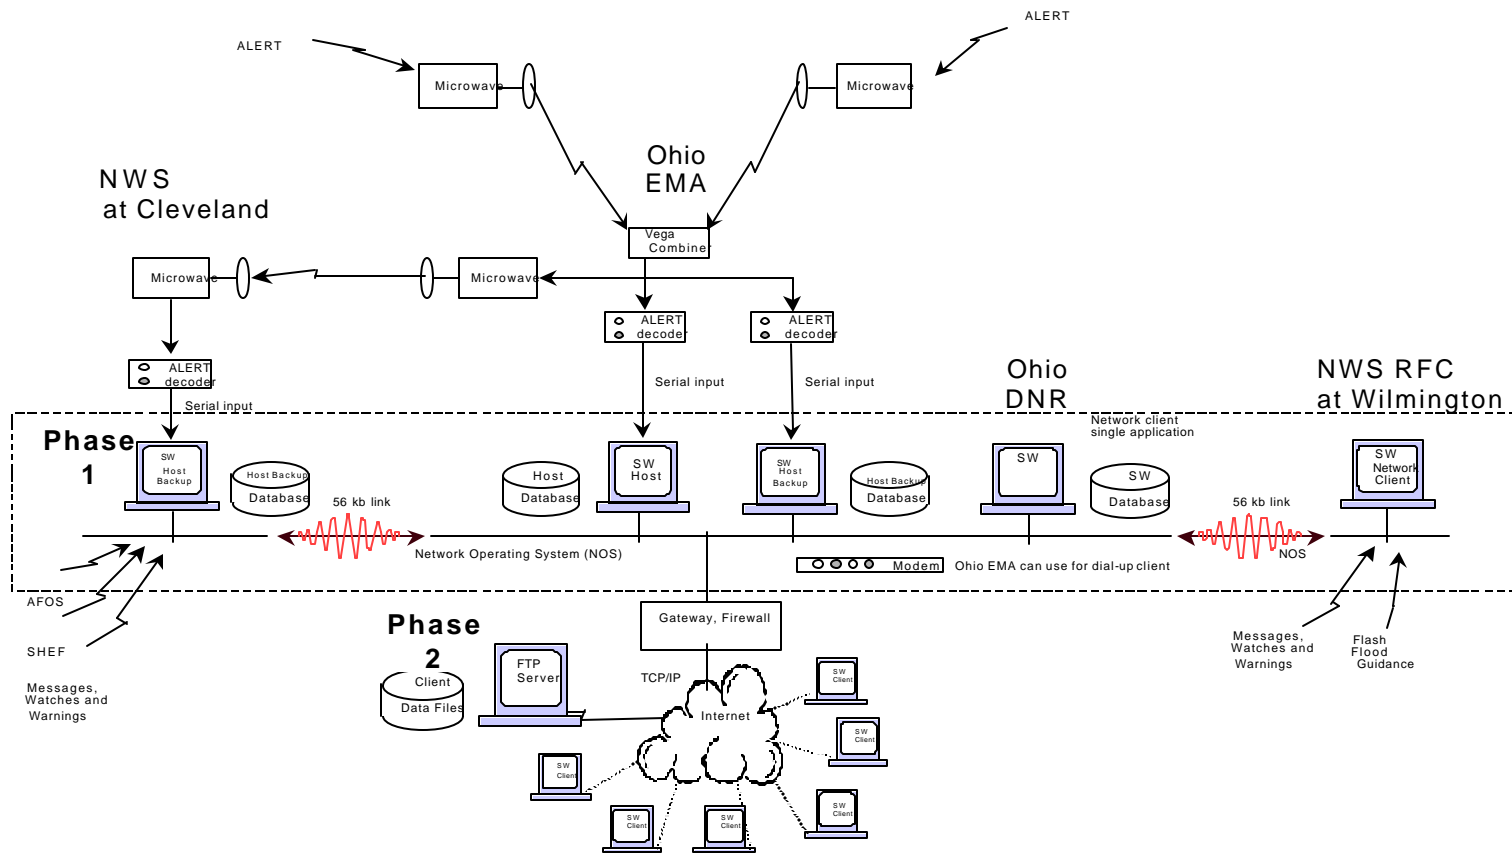 ALERT
ALERT
Microwave
Microwave
Ohio
EMA
NWS
at Cleveland
Vega
Combiner
Microwave
Microwave
ALERT
decoder
ALERT
decoder
ALERT
decoder
Serial input
Serial input
Serial input
Ohio
DNR
NWS RFC
at Wilmington
Network client
single application
Phase
1
SW
Host
Backup
Host Backup
Database
56 kb link
Host
Database
SW
Host
SW
Host
Backup
Host Backup
Database
SW
SW
Database
56 kb link
SW
Network
Client
Network Operating System (NOS)
NOS
Modem
Ohio EMA can use for dial-up client
AFOS
SHEF
Messages,
Watches and
Warnings
Messages,
Watches and
Warnings
Flash
Flood
Guidance
Phase
2
Gateway, Firewall
FTP
Server
Client
Data Files
TCP/IP
Internet
SW
Client
SW
Client
SW
Client
SW
Client
SW
Client
SW
Client